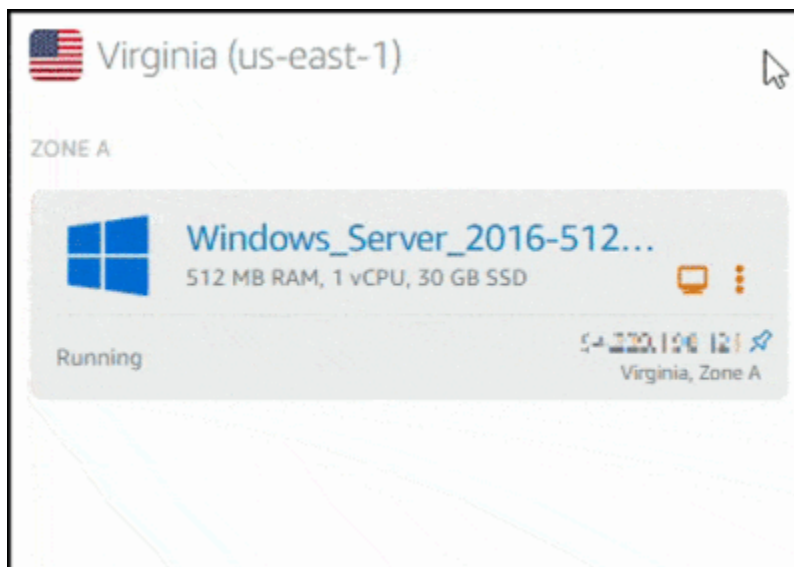 Virginia (us-east-1)
ZONE A
Windows_Server_2016-512...
512 MB RAM, 1 vCPU, 30 GB SSD
Running
Virginia, Zone A